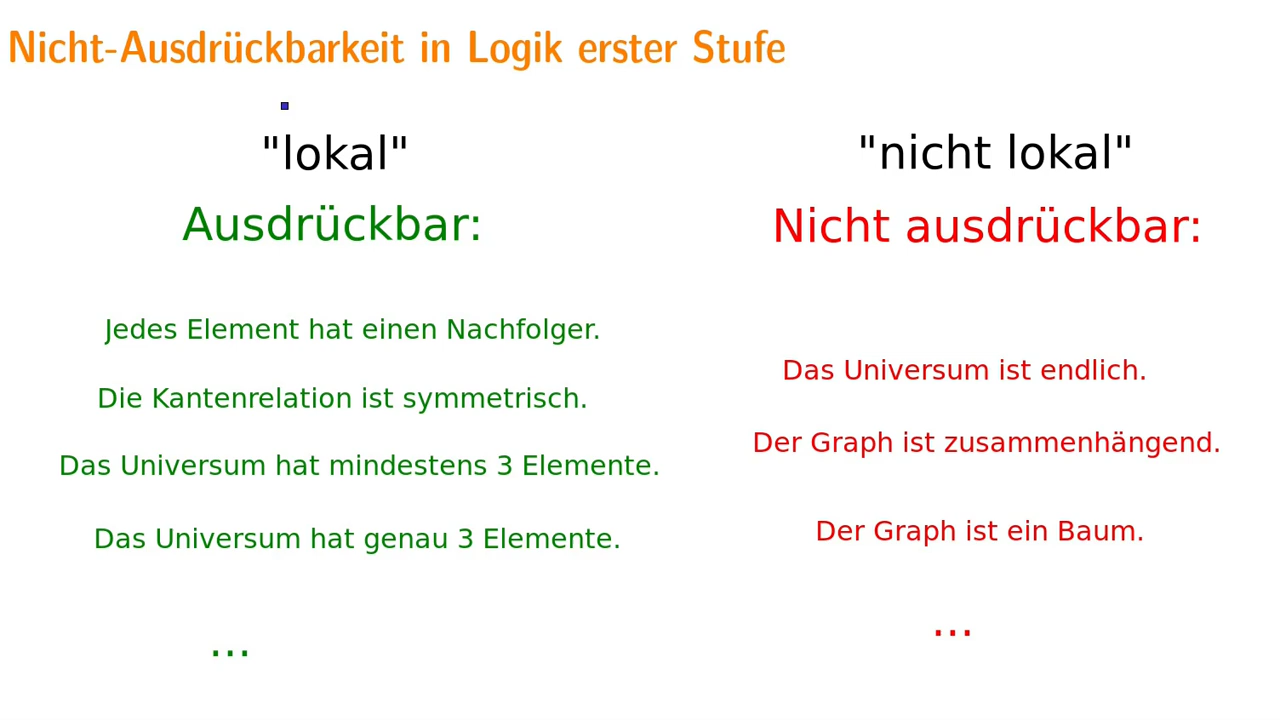 Nicht-Ausdrückbarkeit in Logik erster Stufe
"lokal"
Ausdrückbar:
Jedes Element hat einen Nachfolger.
Die Kantenrelation ist symmetrisch.
Das Universum hat mindestens 3 Elemente.
Das Universum hat genau 3 Elemente.
...
"nicht lokal"
Nicht ausdrückbar:
Das Universum ist endlich.
Der Graph ist zusammenhängend.
Der Graph ist ein Baum.
...